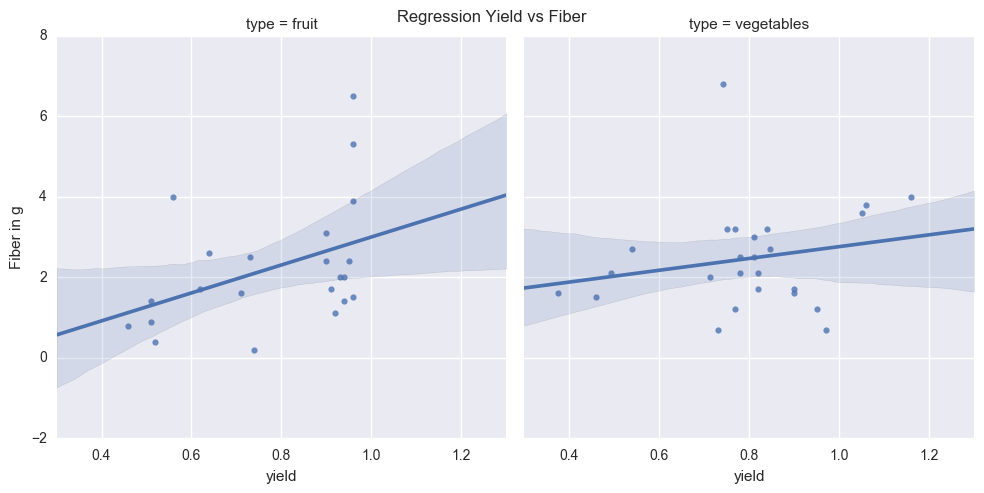 Regression Yield vs Fiber
type = fruit
type = vegetables
8
6
4
2
0
−2
Fiber in g
0.4 0.6 0.8 1.0 1.2
0.4 0.6 0.8 1.0 1.2
yield
yield